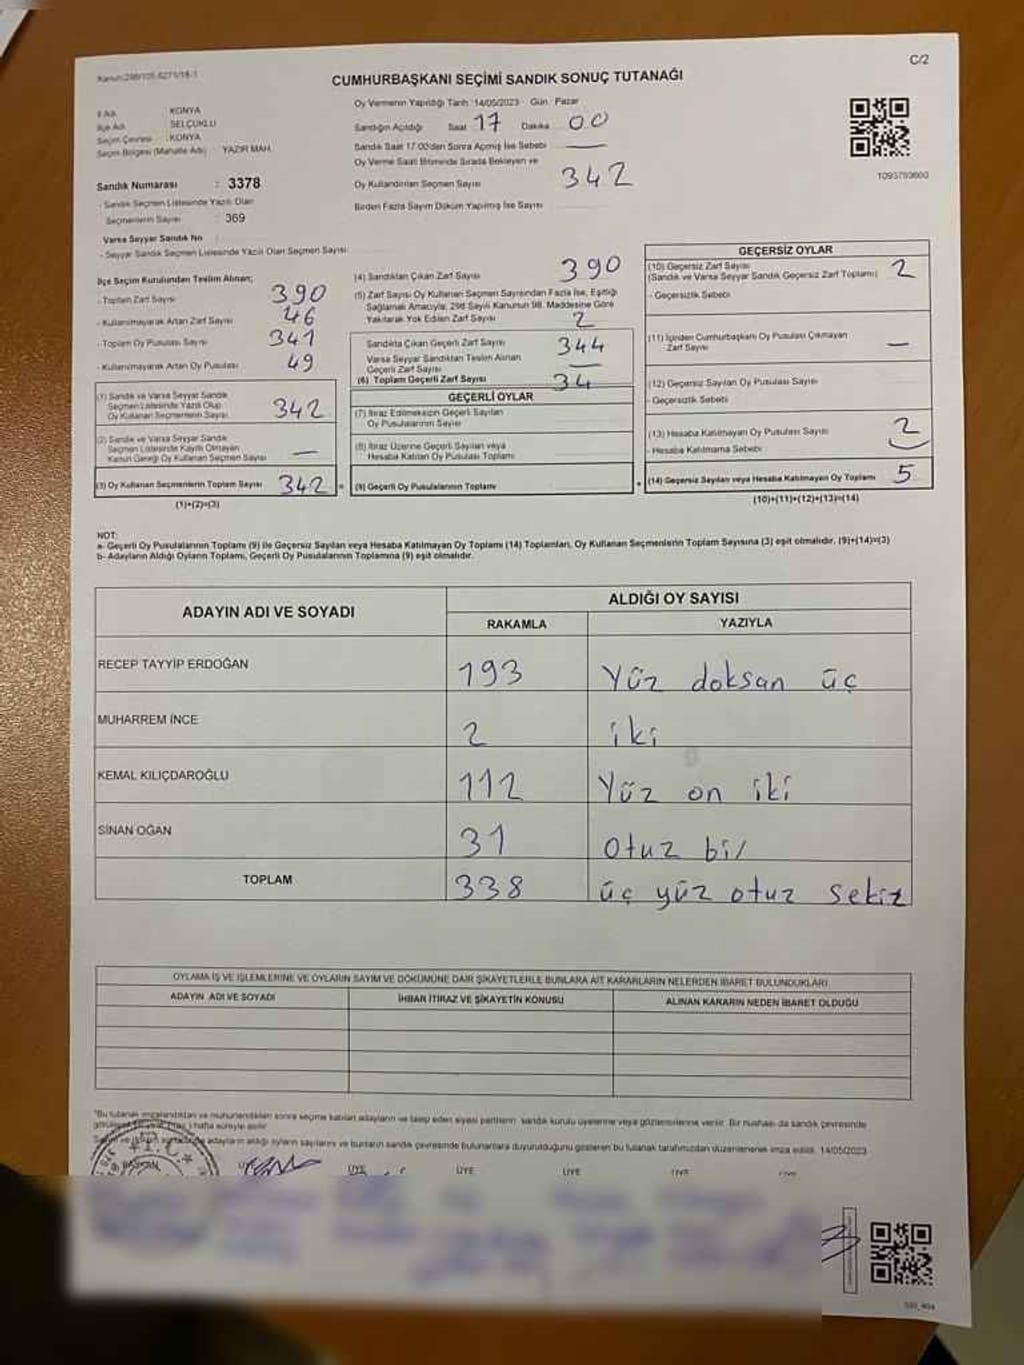 Kanun:298/105-6271/16-1
C/2
CUMHURBAŞKANI SEÇİMİ SANDIK SONUÇ TUTANAĞI
İl Adı : KONYA
İlçe Adı : SELÇUKLU
Seçim Çevresi : KONYA
Seçim Bölgesi (Mahalle Adı) : YAZIR MAH.
Sandık Numarası : 3378
- Sandık Seçmen Listesinde Yazılı Olan
Seçmenlerin Sayısı : 369
Varsa Seyyar Sandık No :
- Seyyar Sandık Seçmen Listesinde Yazılı Olan Seçmen Sayısı:
Oy Vermenin Yapıldığı Tarih :14/05/2023 Gün : Pazar
Sandığın Açıldığı Saat 17 Dakika 00
Sandık Saat 17:00'den Sonra Açmış İse Sebebi
Oy Verme Saati Bitiminde Sırada Bekleyen ve
Oy Kullandırılan Seçmen Sayısı 342
Birden Fazla Sayım Döküm Yapılmış İse Sayısı
1093793600
İlçe Seçim Kurulundan Teslim Alınan;
- Toplam Zarf Sayısı 390
- Kullanılmayarak Artan Zarf Sayısı 46
- Toplam Oy Pusulası Sayısı 341
- Kullanılmayarak Artan Oy Pusulası 49
(1) Sandık ve Varsa Seyyar Sandık
Seçmen Listesinde Yazılı Olup
Oy Kullanan Seçmenlerin Sayısı 342
(2) Sandık ve Varsa Seyyar Sandık
Seçmen Listesinde Kayıtlı Olmayan
Kanun Gereği Oy Kullanan Seçmen Sayısı —
(3) Oy Kullanan Seçmenlerin Toplam Sayısı 342 =
(1)+(2)=(3)
(4) Sandıktan Çıkan Zarf Sayısı 390
(5) Zarf Sayısı Oy Kullanan Seçmen Sayısından Fazla İse, Eşitliği
Sağlamak Amacıyla, 298 Sayılı Kanunun 98. Maddesine Göre
Yakılarak Yok Edilen Zarf Sayısı 2
Sandıkta Çıkan Geçerli Zarf Sayısı 344
Varsa Seyyar Sandıktan Teslim Alınan
Geçerli Zarf Sayısı —
(6) Toplam Geçerli Zarf Sayısı 34
GEÇERLİ OYLAR
(7) İtiraz Edilmeksizin Geçerli Sayılan
Oy Pusulalarının Sayısı
(8) İtiraz Üzerine Geçerli Sayılan veya
Hesaba Katılan Oy Pusulası Toplamı
(9) Geçerli Oy Pusulalarının Toplamı +
GEÇERSİZ OYLAR
(10) Geçersiz Zarf Sayısı
(Sandık ve Varsa Seyyar Sandık Geçersiz Zarf Toplamı) 2
- Geçersizlik Sebebi
(11) İçinden Cumhurbaşkanı Oy Pusulası Çıkmayan
Zarf Sayısı —
(12) Geçersiz Sayılan Oy Pusulası Sayısı
- Geçersizlik Sebebi
(13) Hesaba Katılmayan Oy Pusulası Sayısı 2
- Hesaba Katılmama Sebebi
(14) Geçersiz Sayılan veya Hesaba Katılmayan Oy Toplamı 5
(10)+(11)+(12)+(13)=(14)
NOT:
a- Geçerli Oy Pusulalarının Toplamı (9) ile Geçersiz Sayılan veya Hesaba Katılmayan Oy Toplamı (14) Toplamları, Oy Kullanan Seçmenlerin Toplam Sayısına (3) eşit olmalıdır. (9)+(14)=(3)
b- Adayların Aldığı Oyların Toplamı, Geçerli Oy Pusulalarının Toplamına (9) eşit olmalıdır.
ADAYIN ADI VE SOYADI
ALDIĞI OY SAYISI
RAKAMLA YAZIYLA
RECEP TAYYİP ERDOĞAN 193 Yüz doksan üç
MUHARREM İNCE 2 iki
KEMAL KILIÇDAROĞLU 112 Yüz on iki
SİNAN OĞAN 31 Otuz bir
TOPLAM 338 üç yüz otuz sekiz
OYLAMA İŞ VE İŞLEMLERİNE VE OYLARIN SAYIM VE DÖKÜMÜNE DAİR ŞİKAYETLERLE BUNLARA AİT KARARLARIN NELERDEN İBARET BULUNDUKLARI
ADAYIN ADI VE SOYADI İHBAR İTİRAZ VE ŞİKAYETİN KONUSU ALINAN KARARIN NEDEN İBARET OLDUĞU
*Bu tutanak imzalandıktan ve mühürlendikten sonra seçime katılan adayların ve talep eden siyasi partilerin sandık kurulu üyelerine veya gözlemcilerine verilir. Bir nüshası da sandık çevresinde
hafta süreyle asılır.
adayların aldığı oyların sayılarını ve bunların sandık çevresinde bulunanlara duyurulduğunu gösteren bu tutanak tarafımızdan düzenlenerek imza edildi. 14/05/2023
T.C.
BAŞKAN ÜYE ÜYE ÜYE ÜYE ÜYE